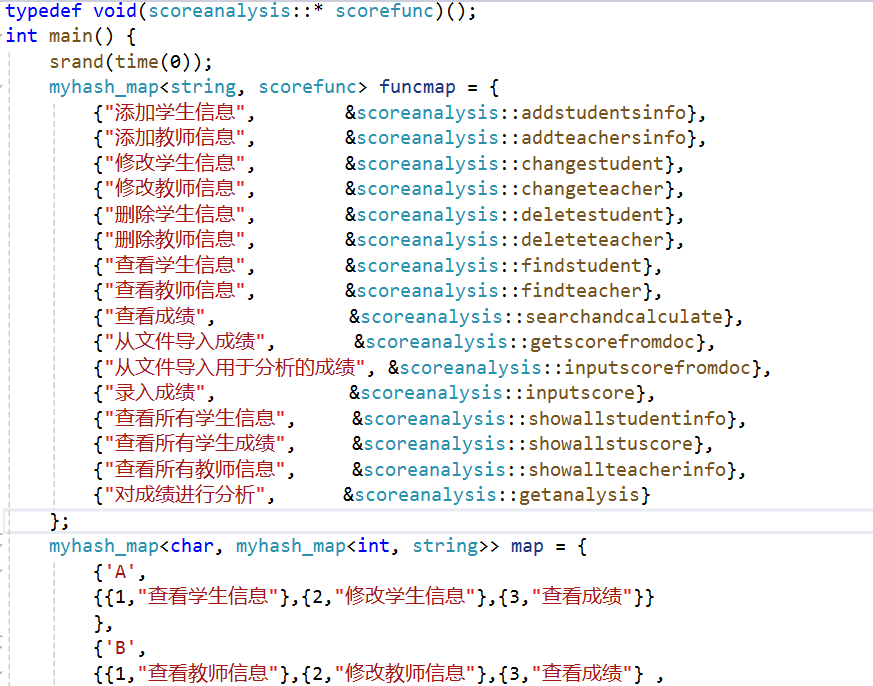 typedef void(scoreanalysis::* scorefunc)();
int main() {
srand(time(0));
myhash_map<string, scorefunc> funcmap = {
{"添加学生信息", &scoreanalysis::addstudentsinfo},
{"添加教师信息", &scoreanalysis::addteachersinfo},
{"修改学生信息", &scoreanalysis::changestudent},
{"修改教师信息", &scoreanalysis::changeteacher},
{"删除学生信息", &scoreanalysis::deletestudent},
{"删除教师信息", &scoreanalysis::deleteteacher},
{"查看学生信息", &scoreanalysis::findstudent},
{"查看教师信息", &scoreanalysis::findteacher},
{"查看成绩", &scoreanalysis::searchandcalculate},
{"从文件导入成绩", &scoreanalysis::getscorefromdoc},
{"从文件导入用于分析的成绩", &scoreanalysis::inputscorefromdoc},
{"录入成绩", &scoreanalysis::inputscore},
{"查看所有学生信息", &scoreanalysis::showallstudentinfo},
{"查看所有学生成绩", &scoreanalysis::showallstuscore},
{"查看所有教师信息", &scoreanalysis::showallteacherinfo},
{"对成绩进行分析", &scoreanalysis::getanalysis}
};
myhash_map<char, myhash_map<int, string>> map = {
{'A',
{{1,"查看学生信息"},{2,"修改学生信息"},{3,"查看成绩"}}
},
{'B',
{{1,"查看教师信息"},{2,"修改教师信息"},{3,"查看成绩"} ,